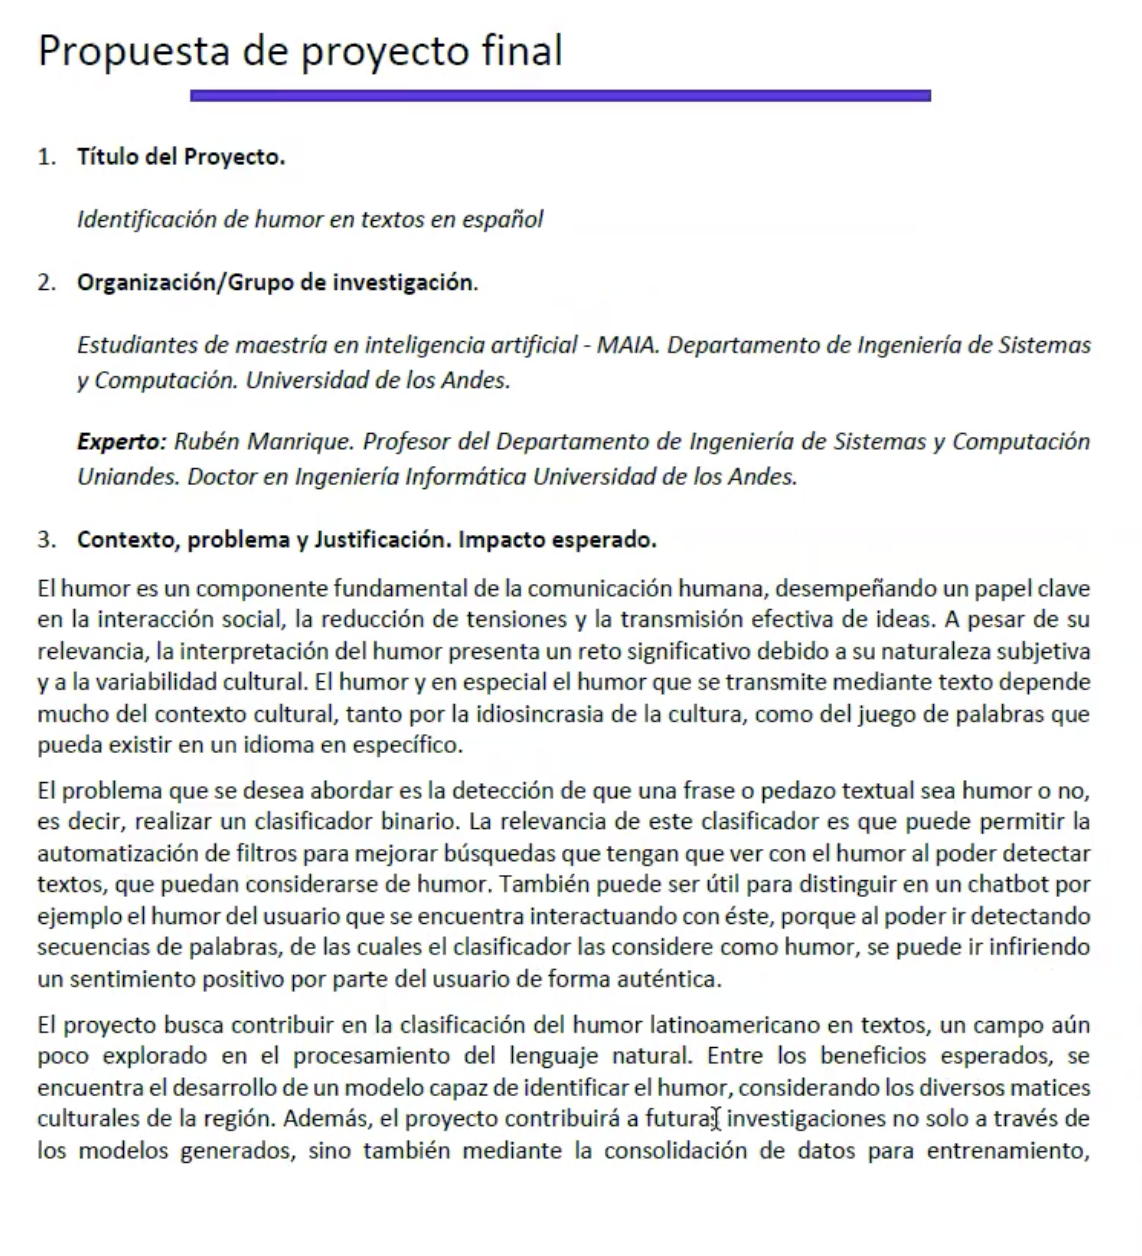 Propuesta de proyecto final
1. Título del Proyecto.
Identificación de humor en textos en español
2. Organización/Grupo de investigación.
Estudiantes de maestría en inteligencia artificial - MAIA. Departamento de Ingeniería de Sistemas
y Computación. Universidad de los Andes.
Experto: Rubén Manrique. Profesor del Departamento de Ingeniería de Sistemas y Computación
Uniandes. Doctor en Ingeniería Informática Universidad de los Andes.
3. Contexto, problema y Justificación. Impacto esperado.
El humor es un componente fundamental de la comunicación humana, desempeñando un papel clave
en la interacción social, la reducción de tensiones y la transmisión efectiva de ideas. A pesar de su
relevancia, la interpretación del humor presenta un reto significativo debido a su naturaleza subjetiva
y a la variabilidad cultural. El humor y en especial el humor que se transmite mediante texto depende
mucho del contexto cultural, tanto por la idiosincrasia de la cultura, como del juego de palabras que
pueda existir en un idioma en específico.
El problema que se desea abordar es la detección de que una frase o pedazo textual sea humor o no,
es decir, realizar un clasificador binario. La relevancia de este clasificador es que puede permitir la
automatización de filtros para mejorar búsquedas que tengan que ver con el humor al poder detectar
textos, que puedan considerarse de humor. También puede ser útil para distinguir en un chatbot por
ejemplo el humor del usuario que se encuentra interactuando con éste, porque al poder ir detectando
secuencias de palabras, de las cuales el clasificador las considere como humor, se puede ir infiriendo
un sentimiento positivo por parte del usuario de forma auténtica.
El proyecto busca contribuir en la clasificación del humor latinoamericano en textos, un campo aún
poco explorado en el procesamiento del lenguaje natural. Entre los beneficios esperados, se
encuentra el desarrollo de un modelo capaz de identificar el humor, considerando los diversos matices
culturales de la región. Además, el proyecto contribuirá a futuras investigaciones no solo a través de
los modelos generados, sino también mediante la consolidación de datos para entrenamiento,